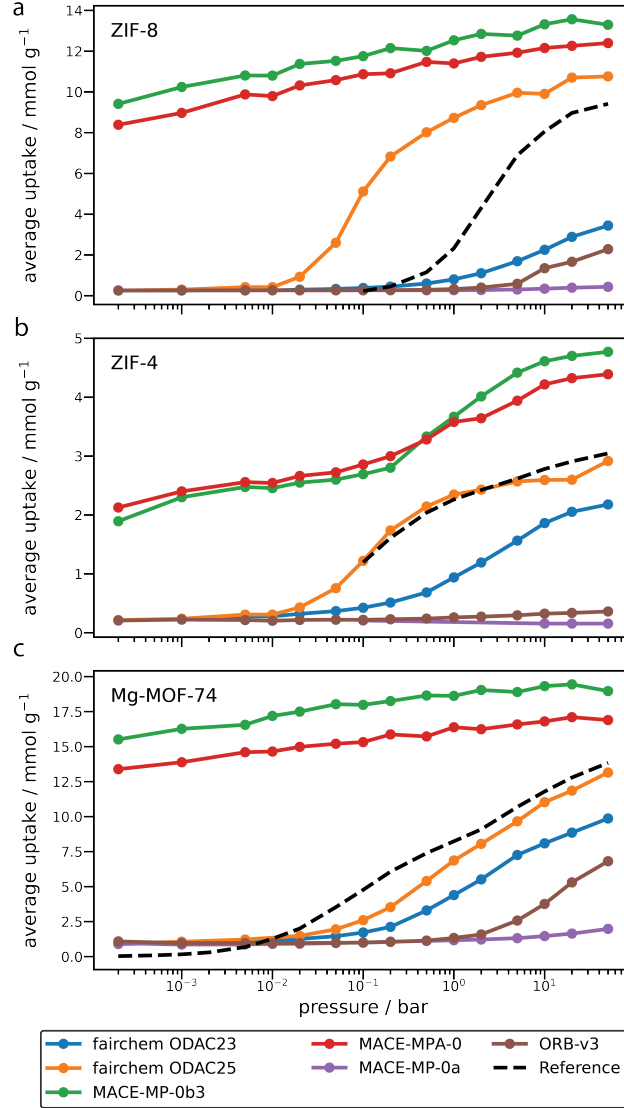 a
ZIF-8
14
12
10
8
6
4
2
0
average uptake / mmol g⁻¹
b
ZIF-4
5
4
3
2
1
0
average uptake / mmol g⁻¹
c
Mg-MOF-74
20.0
17.5
15.0
12.5
10.0
7.5
5.0
2.5
0.0
average uptake / mmol g⁻¹
10⁻³ 10⁻² 10⁻¹ 10⁰ 10¹
pressure / bar
fairchem ODAC23 MACE-MPA-0 ORB-v3
fairchem ODAC25 MACE-MP-0a Reference
MACE-MP-0b3